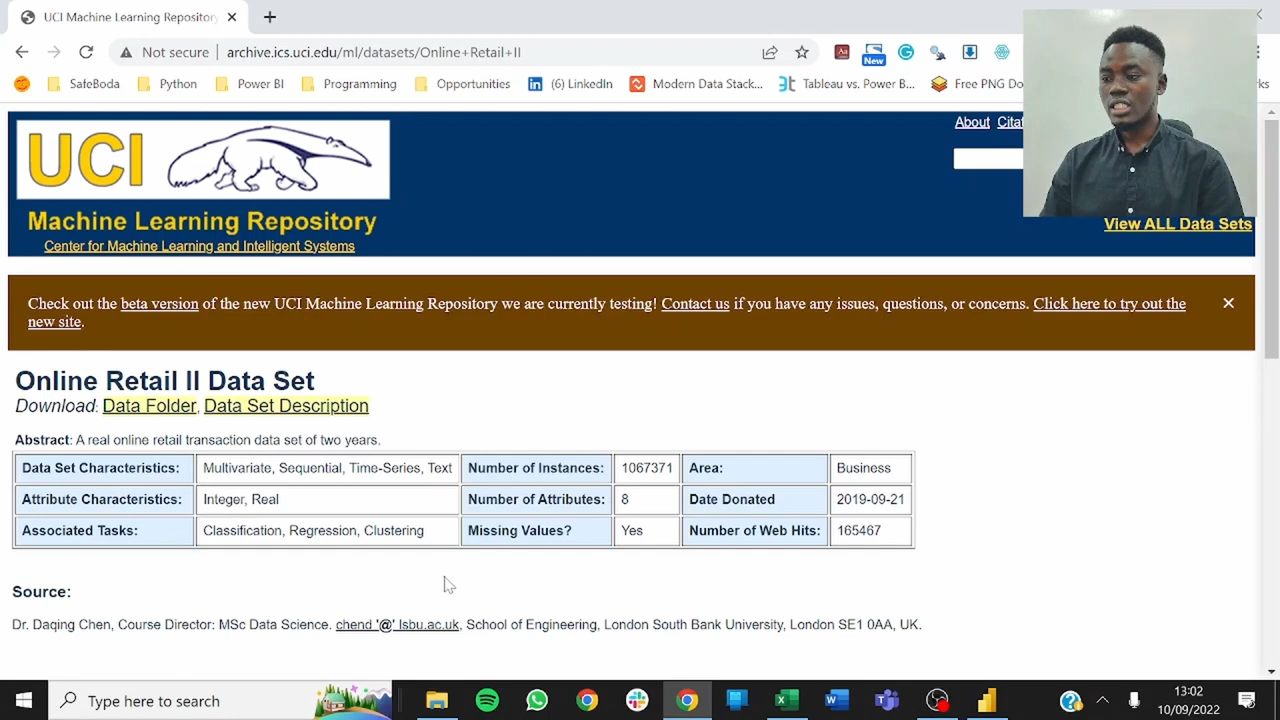 UCI Machine Learning Repository
Not secure
archive.ics.uci.edu/ml/datasets/Online+Retail+II
New
SafeBoda
Python
Power BI
Programming
Opportunities
(6) LinkedIn
Modern Data Stack...
Tableau vs. Power B...
Free PNG Do
rks
UCI
About
Machine Learning Repository
View ALL Data Sets
Center for Machine Learning and Intelligent Systems
Check out the beta version of the new UCI Machine Learning Repository we are currently testing! Contact us if you have any issues, questions, or concerns. Click here to try out the
new site.
Online Retail II Data Set
Download: Data Folder, Data Set Description
Abstract: A real online retail transaction data set of two years.
Data Set Characteristics: Multivariate, Sequential, Time-Series, Text Number of Instances: 1067371 Area: Business
Attribute Characteristics: Integer, Real Number of Attributes: 8 Date Donated 2019-09-21
Associated Tasks: Classification, Regression, Clustering Missing Values? Yes Number of Web Hits: 165467
Source:
Dr. Daqing Chen, Course Director: MSc Data Science. chend '@' lsbu.ac.uk, School of Engineering, London South Bank University, London SE1 0AA, UK.
Type here to search
13:02
10/09/2022